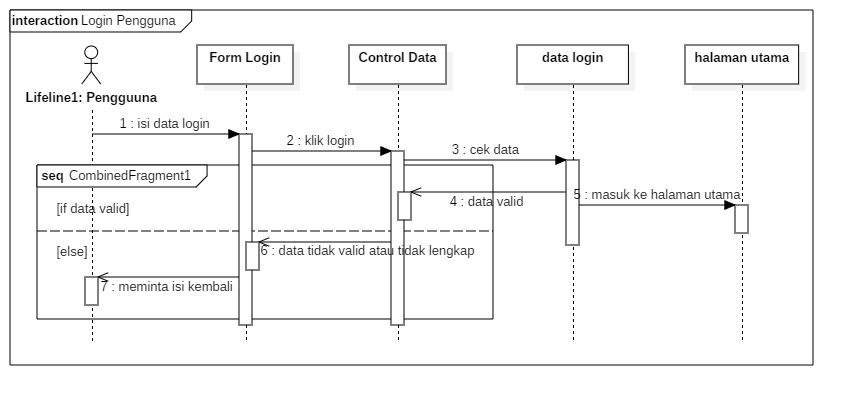 interaction Login Pengguna
Form Login
Control Data
data login
halaman utama
Lifeline1: Pengguuna
1 : isi data login
2 : klik login
3 : cek data
seq CombinedFragment1
4 : data valid
5 : masuk ke halaman utama
[if data valid]
[else]
6 : data tidak valid atau tidak lengkap
7 : meminta isi kembali